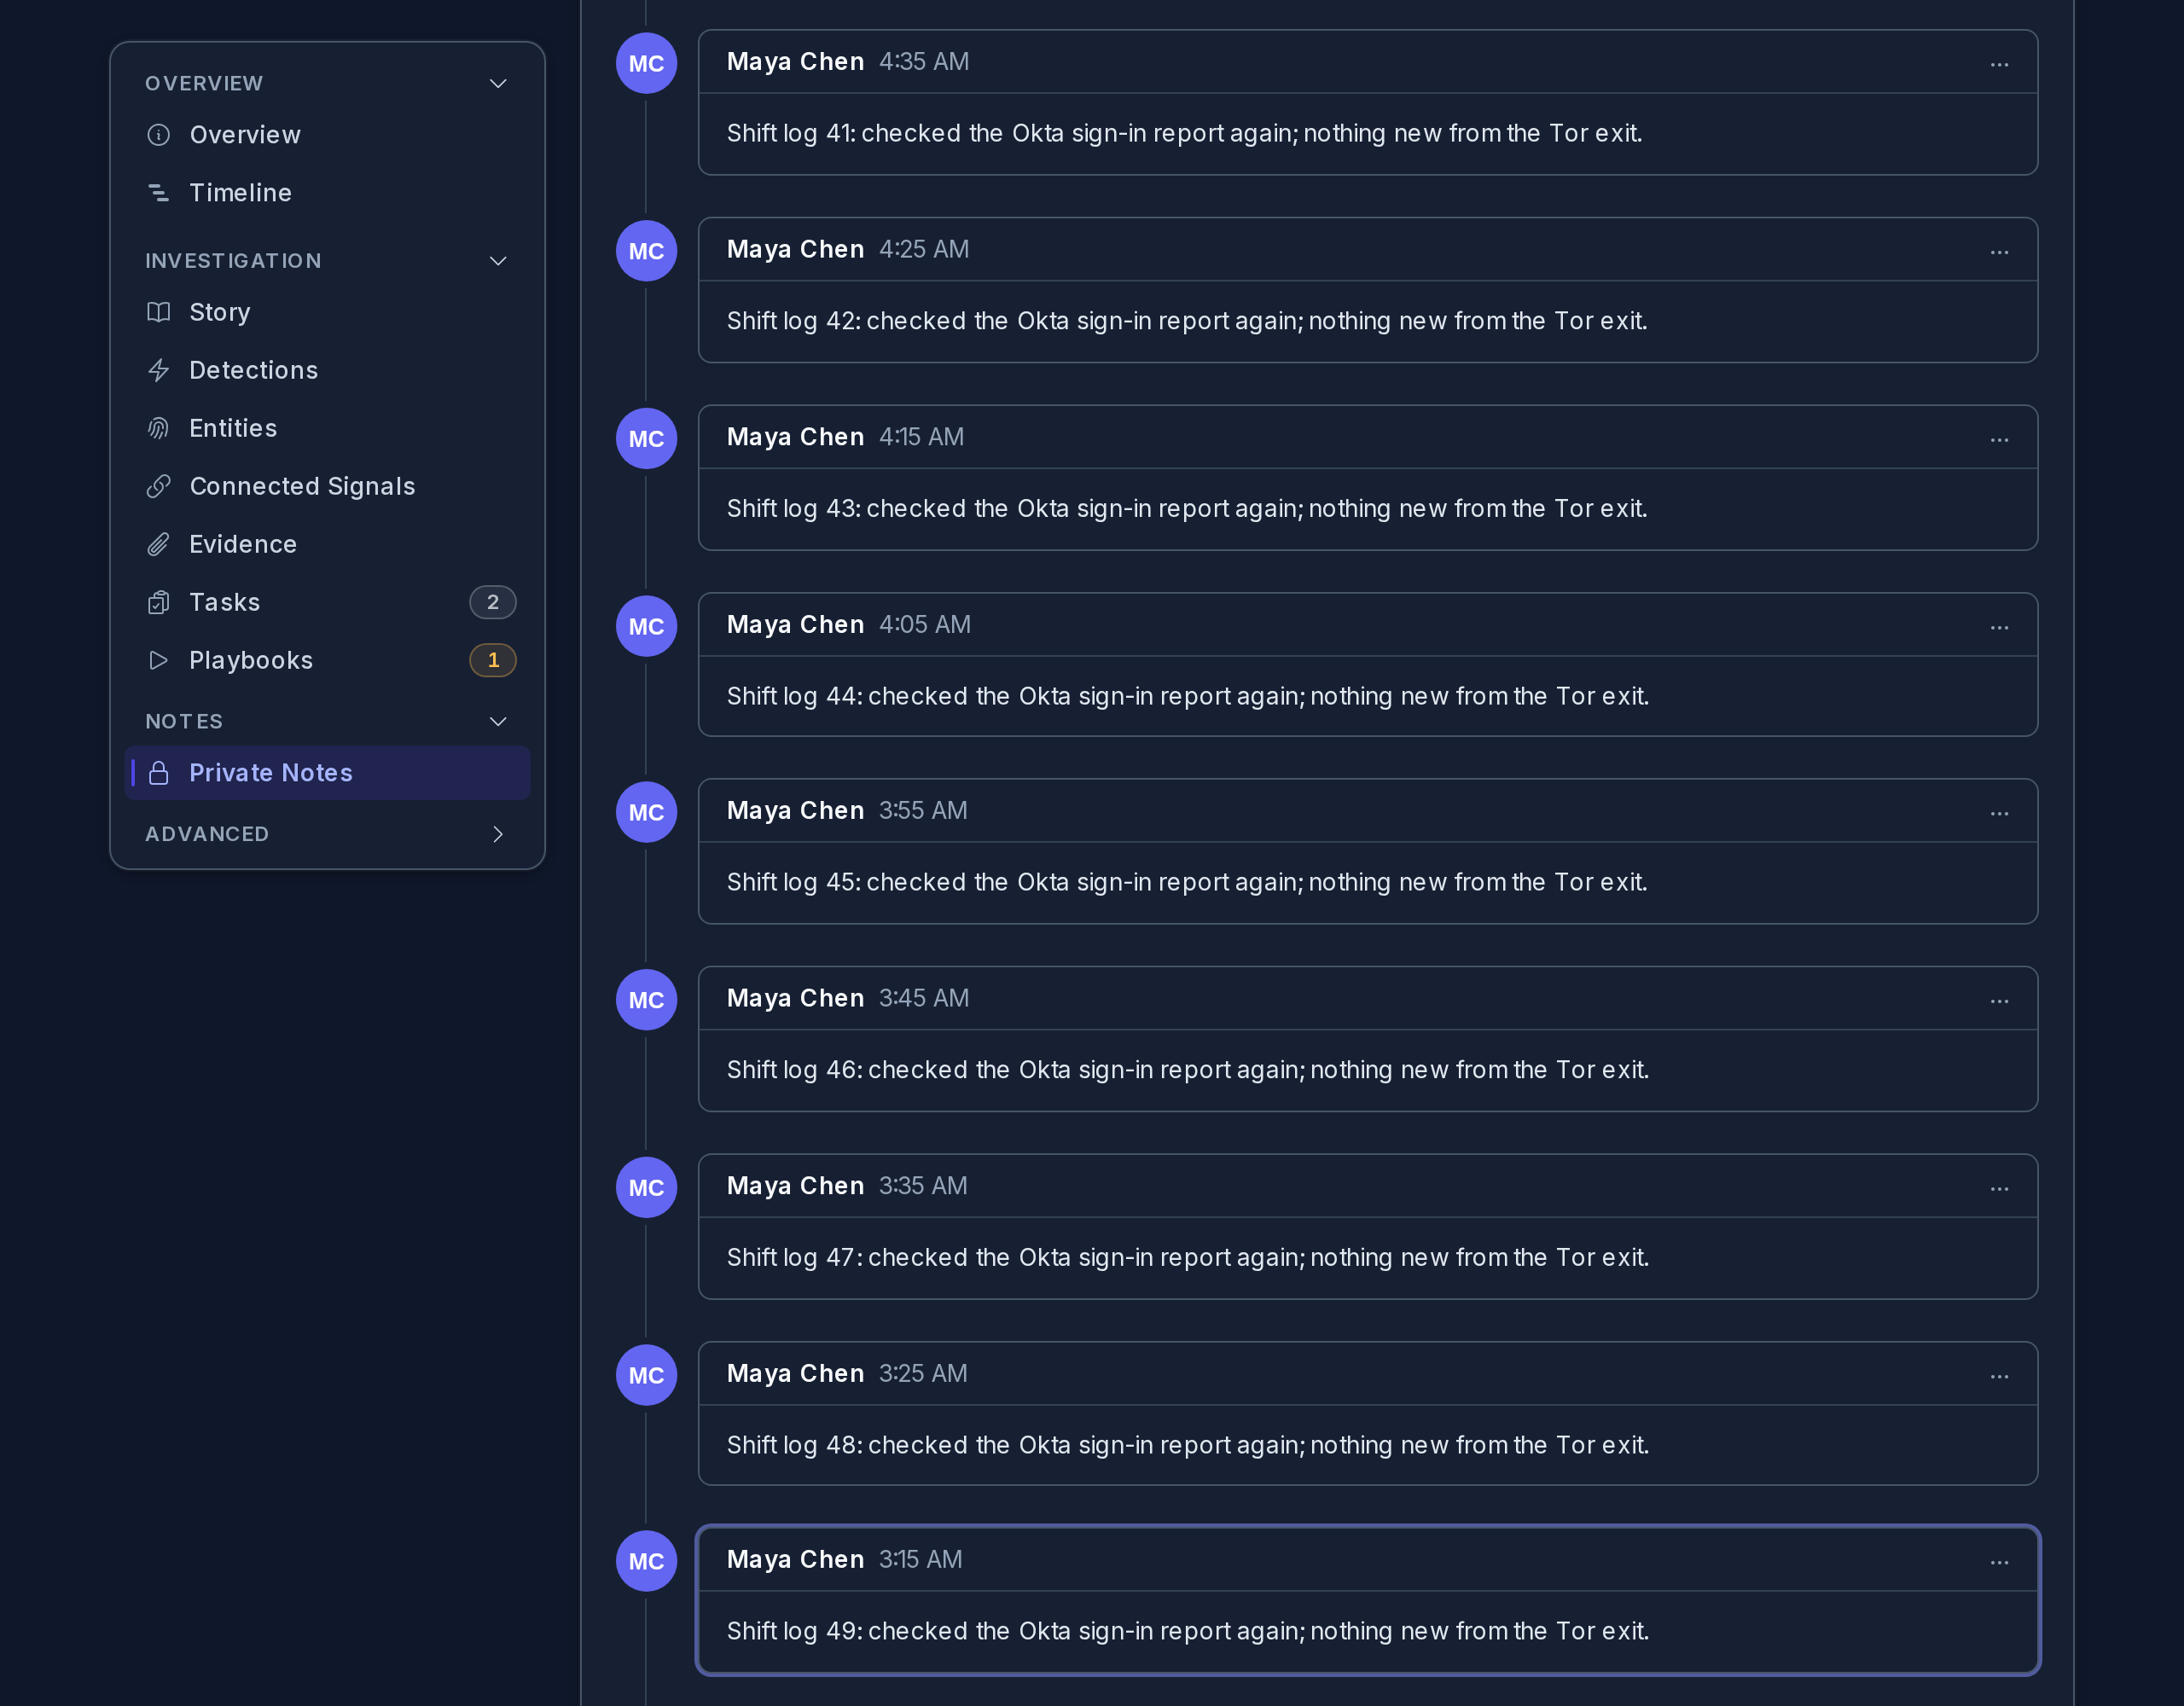 OVERVIEW
Overview
Timeline
INVESTIGATION
Story
Detections
Entities
Connected Signals
Evidence
Tasks 2
Playbooks 1
NOTES
Private Notes
ADVANCED
MC Maya Chen 4:35 AM
Shift log 41: checked the Okta sign-in report again; nothing new from the Tor exit.
MC Maya Chen 4:25 AM
Shift log 42: checked the Okta sign-in report again; nothing new from the Tor exit.
MC Maya Chen 4:15 AM
Shift log 43: checked the Okta sign-in report again; nothing new from the Tor exit.
MC Maya Chen 4:05 AM
Shift log 44: checked the Okta sign-in report again; nothing new from the Tor exit.
MC Maya Chen 3:55 AM
Shift log 45: checked the Okta sign-in report again; nothing new from the Tor exit.
MC Maya Chen 3:45 AM
Shift log 46: checked the Okta sign-in report again; nothing new from the Tor exit.
MC Maya Chen 3:35 AM
Shift log 47: checked the Okta sign-in report again; nothing new from the Tor exit.
MC Maya Chen 3:25 AM
Shift log 48: checked the Okta sign-in report again; nothing new from the Tor exit.
MC Maya Chen 3:15 AM
Shift log 49: checked the Okta sign-in report again; nothing new from the Tor exit.